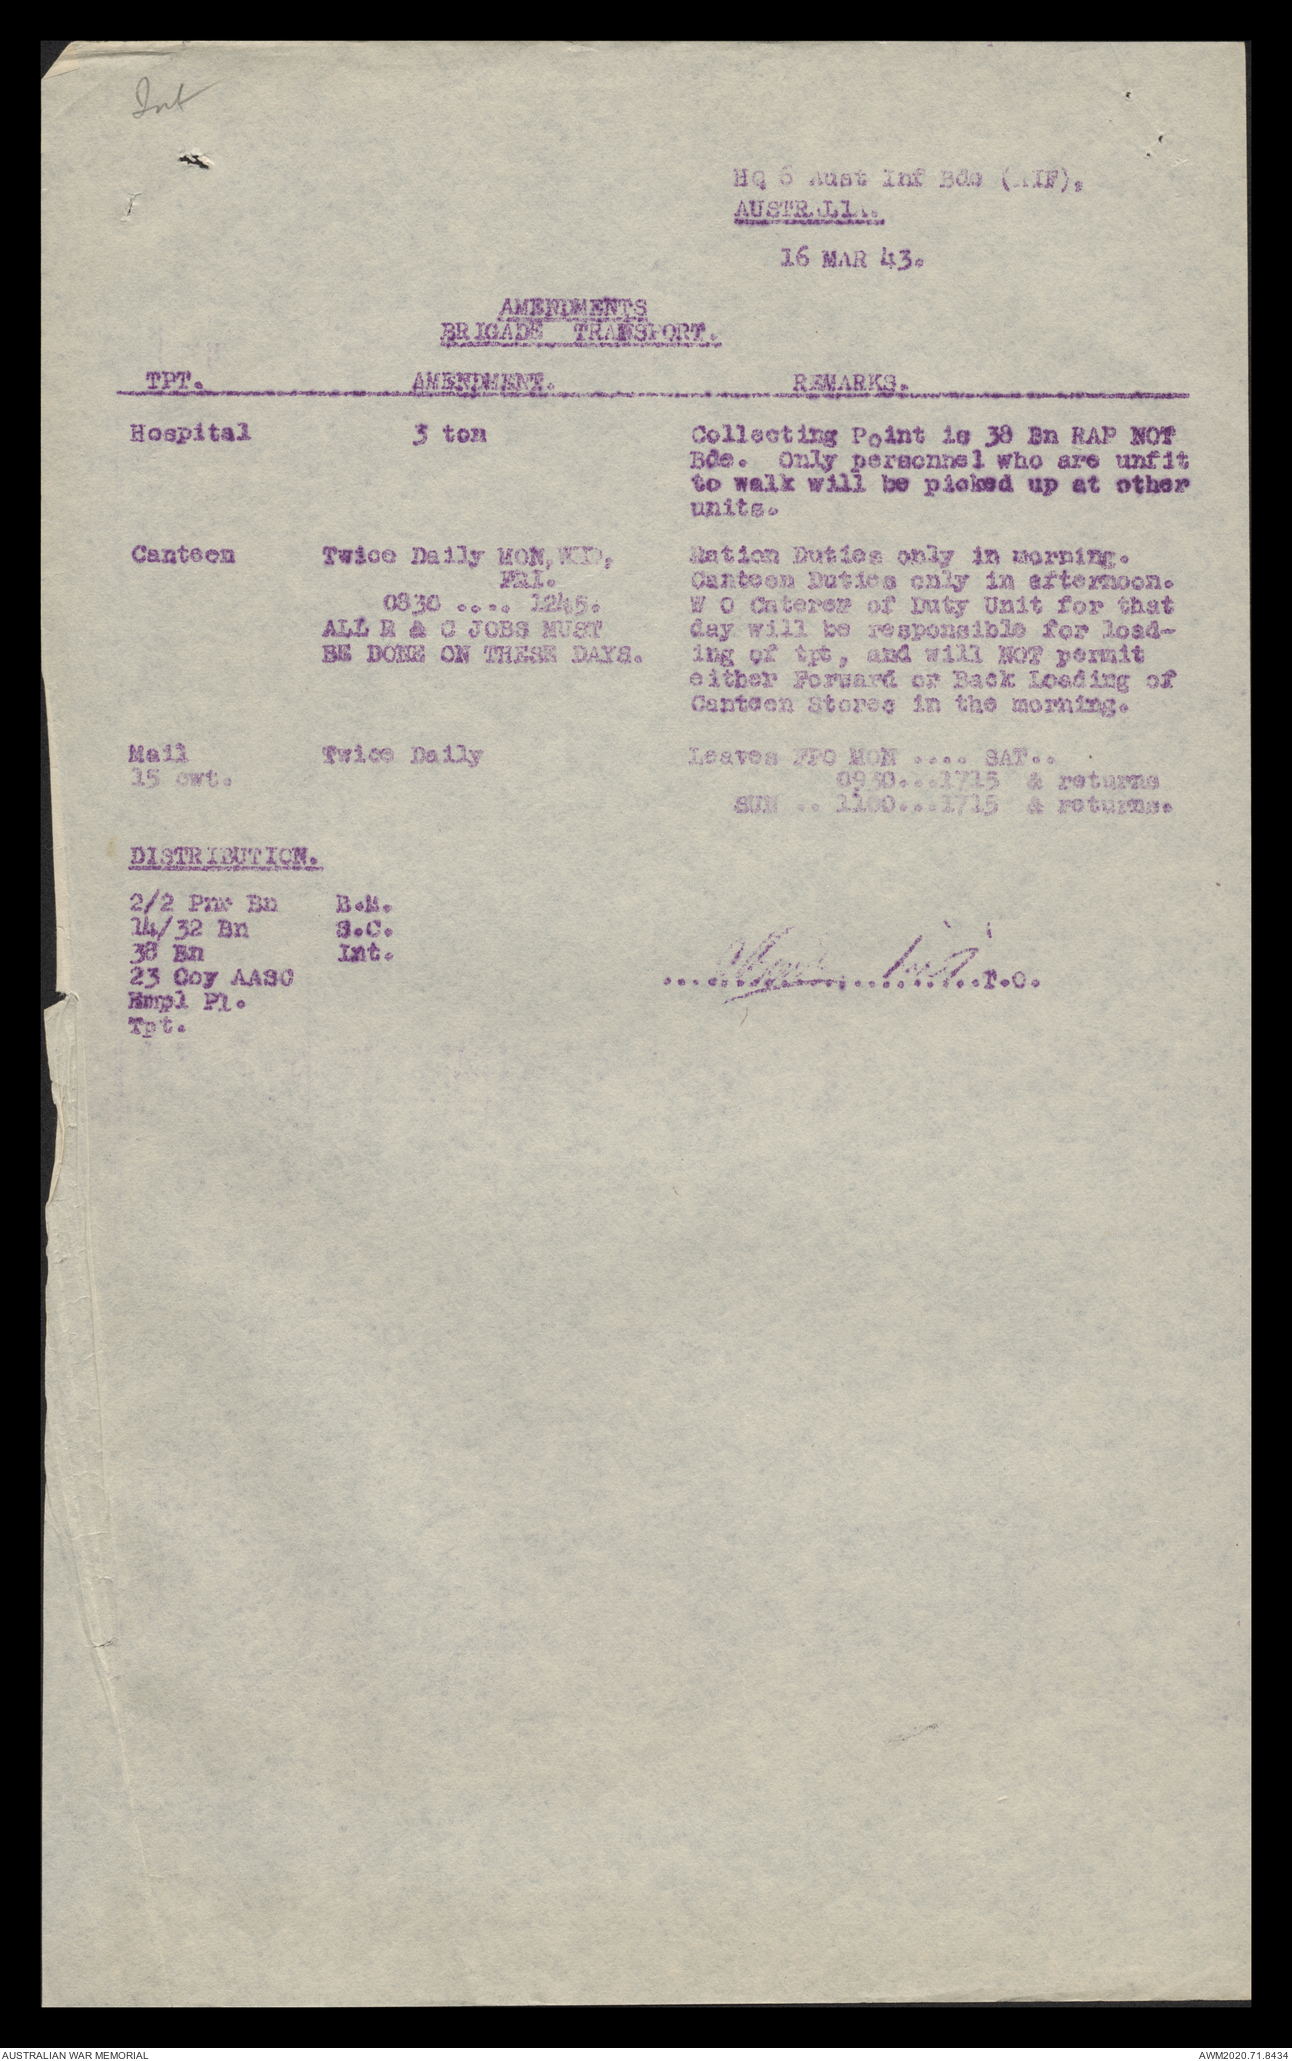 Int
HQ 6 Aust Inf Bde (AIF),
AUSTRALIA.
16 MAR 43.
AMENDMENTS
BRIGADE TRANSPORT.
TPT. AMENDMENT. REMARKS.
Hospital 3 ton Collecting Point is 38 Bn RAP NOT
Bde. Only personnel who are unfit
to walk will be picked up at other
units.
Canteen Twice Daily MON, WED, Ration Duties only in morning.
FRI. Canteen Duties only in afternoon.
0830 .... 1245. W O Caterer of Duty Unit for that
ALL R & C JOBS MUST day will be responsible for load-
BE DONE ON THESE DAYS. ing of tpt, and will NOT permit
either Forward or Back Loading of
Canteen Stores in the morning.
Mail Twice Daily Leaves FPO MON .... SAT..
15 cwt. 0930...1715 & returns
SUN .. 1100...1715 & returns.
DISTRIBUTION.
2/2 Pnr Bn B.M.
14/32 Bn S.C.
38 Bn Int.
23 Coy AASC
Empl Pl.
Tpt.
r.o.
AUSTRALIAN WAR MEMORIAL AWM2020.71.8434